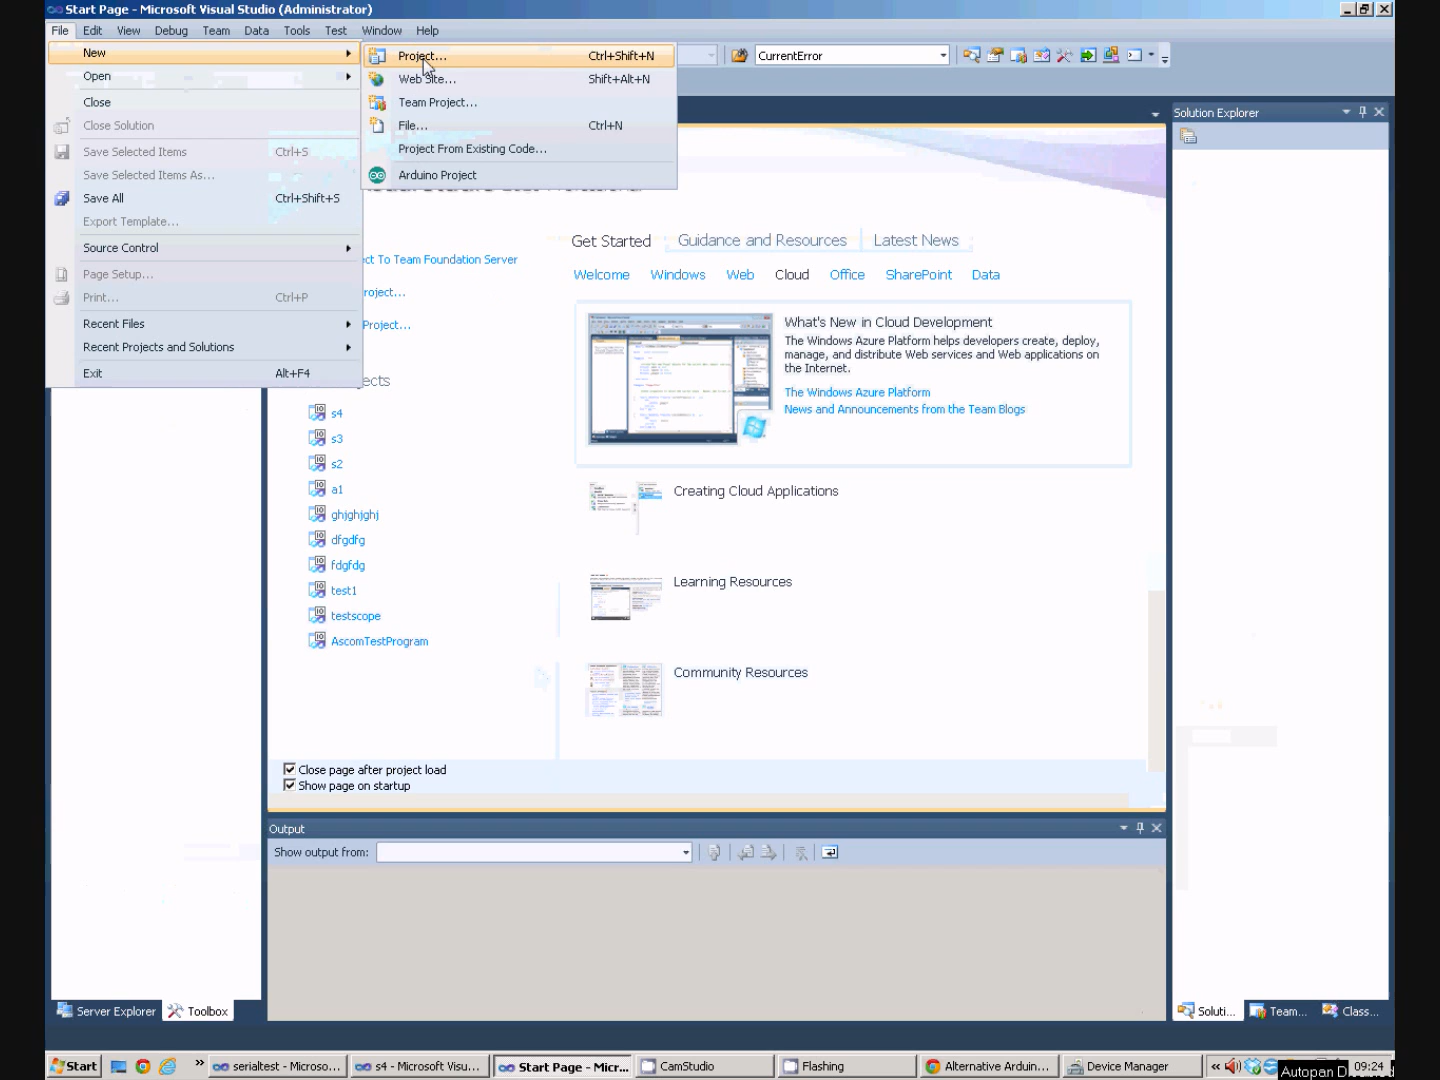 Start Page - Microsoft Visual Studio (Administrator)
File Edit View Debug Team Data Tools Test Window Help
New
Open
Close
Close Solution
Save Selected Items Ctrl+S
Save Selected Items As...
Save All Ctrl+Shift+S
Export Template...
Source Control
Page Setup...
Print... Ctrl+P
Recent Files
Recent Projects and Solutions
Exit Alt+F4
Project... Ctrl+Shift+N
Web Site... Shift+Alt+N
Team Project...
File... Ctrl+N
Project From Existing Code...
Arduino Project
CurrentError
Solution Explorer
ct To Team Foundation Server
roject...
Project...
ects
s4
s3
s2
a1
ghjghjghj
dfgdfg
fdgfdg
test1
testscope
AscomTestProgram
Close page after project load
Show page on startup
Get Started Guidance and Resources Latest News
Welcome Windows Web Cloud Office SharePoint Data
What's New in Cloud Development
The Windows Azure Platform helps developers create, deploy,
manage, and distribute Web services and Web applications on
the Internet.
The Windows Azure Platform
News and Announcements from the Team Blogs
Creating Cloud Applications
Learning Resources
Community Resources
Output
Show output from:
Server Explorer Toolbox
Soluti... Team... Class...
Start » serialtest - Microso... s4 - Microsoft Visu... Start Page - Micr... CamStudio Flashing Alternative Arduin... Device Manager « 09:24
Autopan